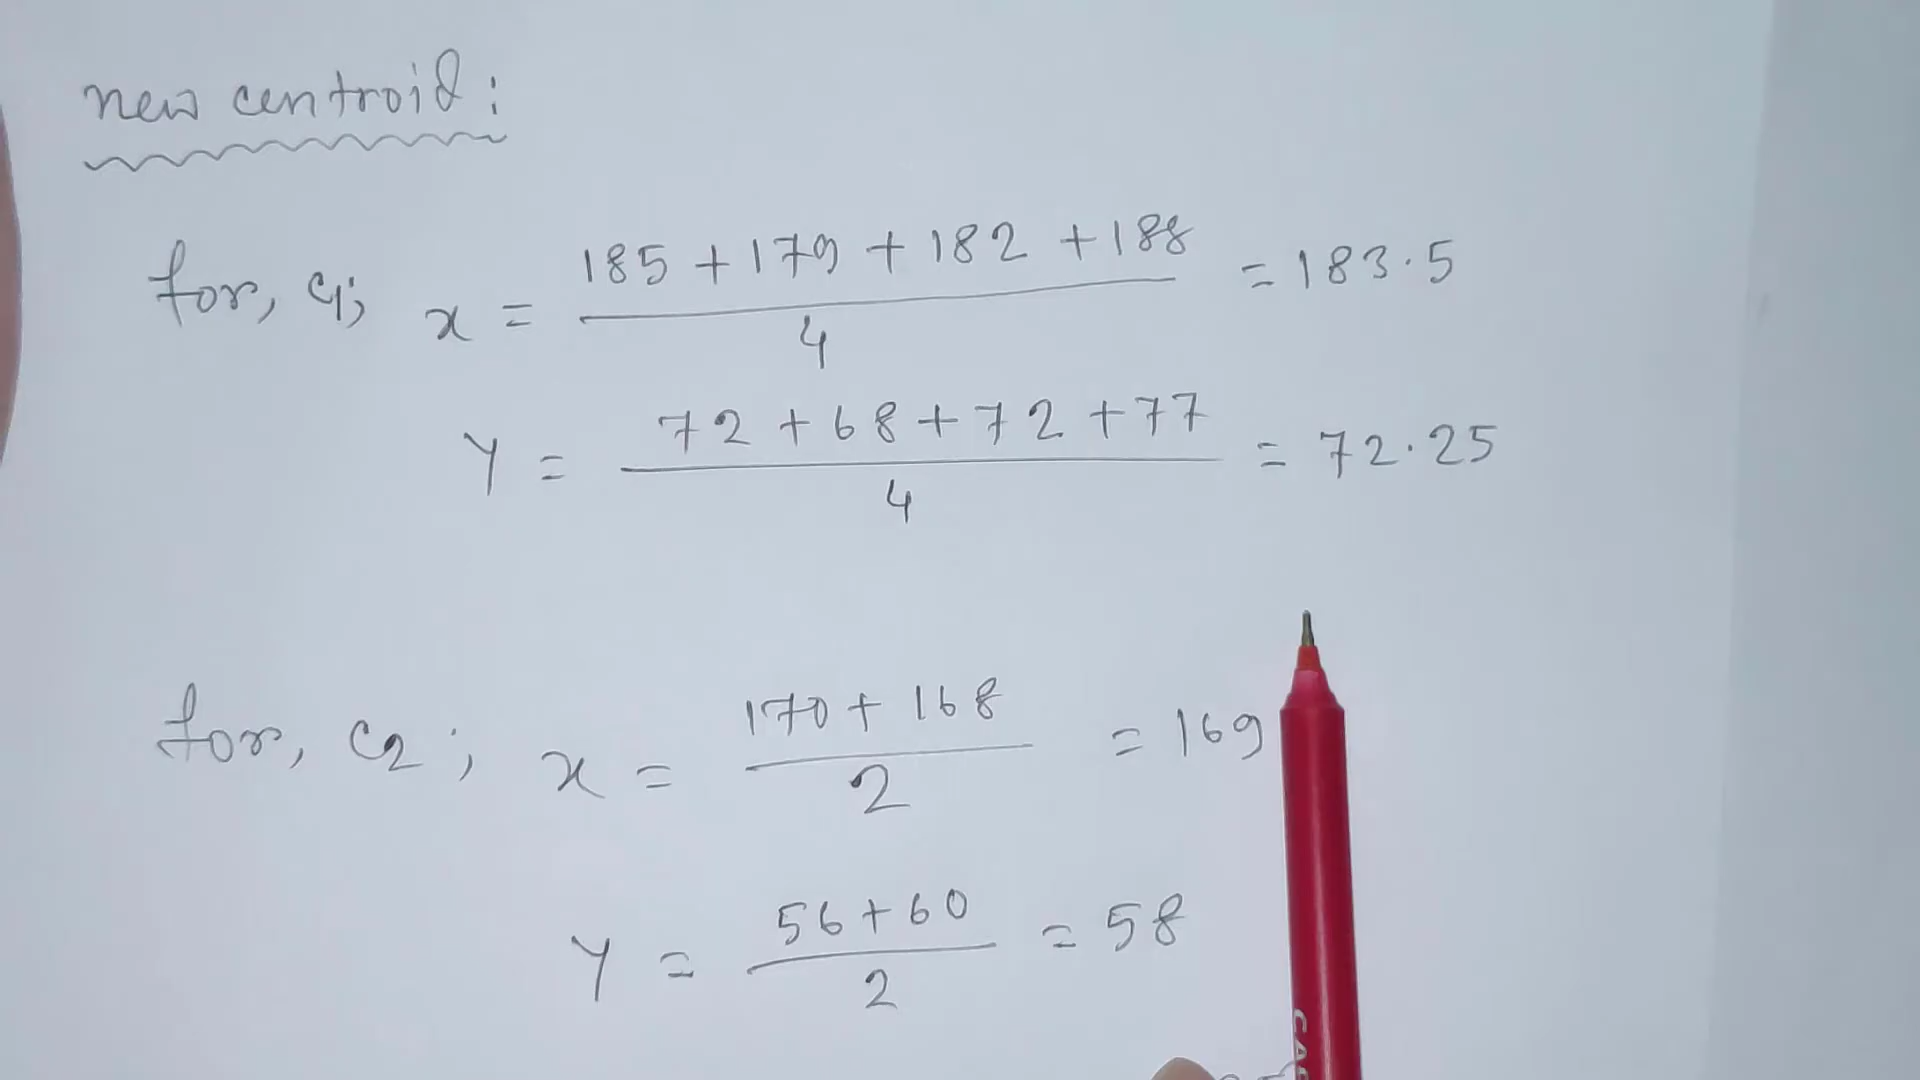 new centroid:
for, c1; x = 185 + 179 + 182 + 188 / 4 = 183.5
Y = 72 + 68 + 72 + 77 / 4 = 72.25
for, c2; x = 170 + 168 / 2 = 169
Y = 56 + 60 / 2 = 58